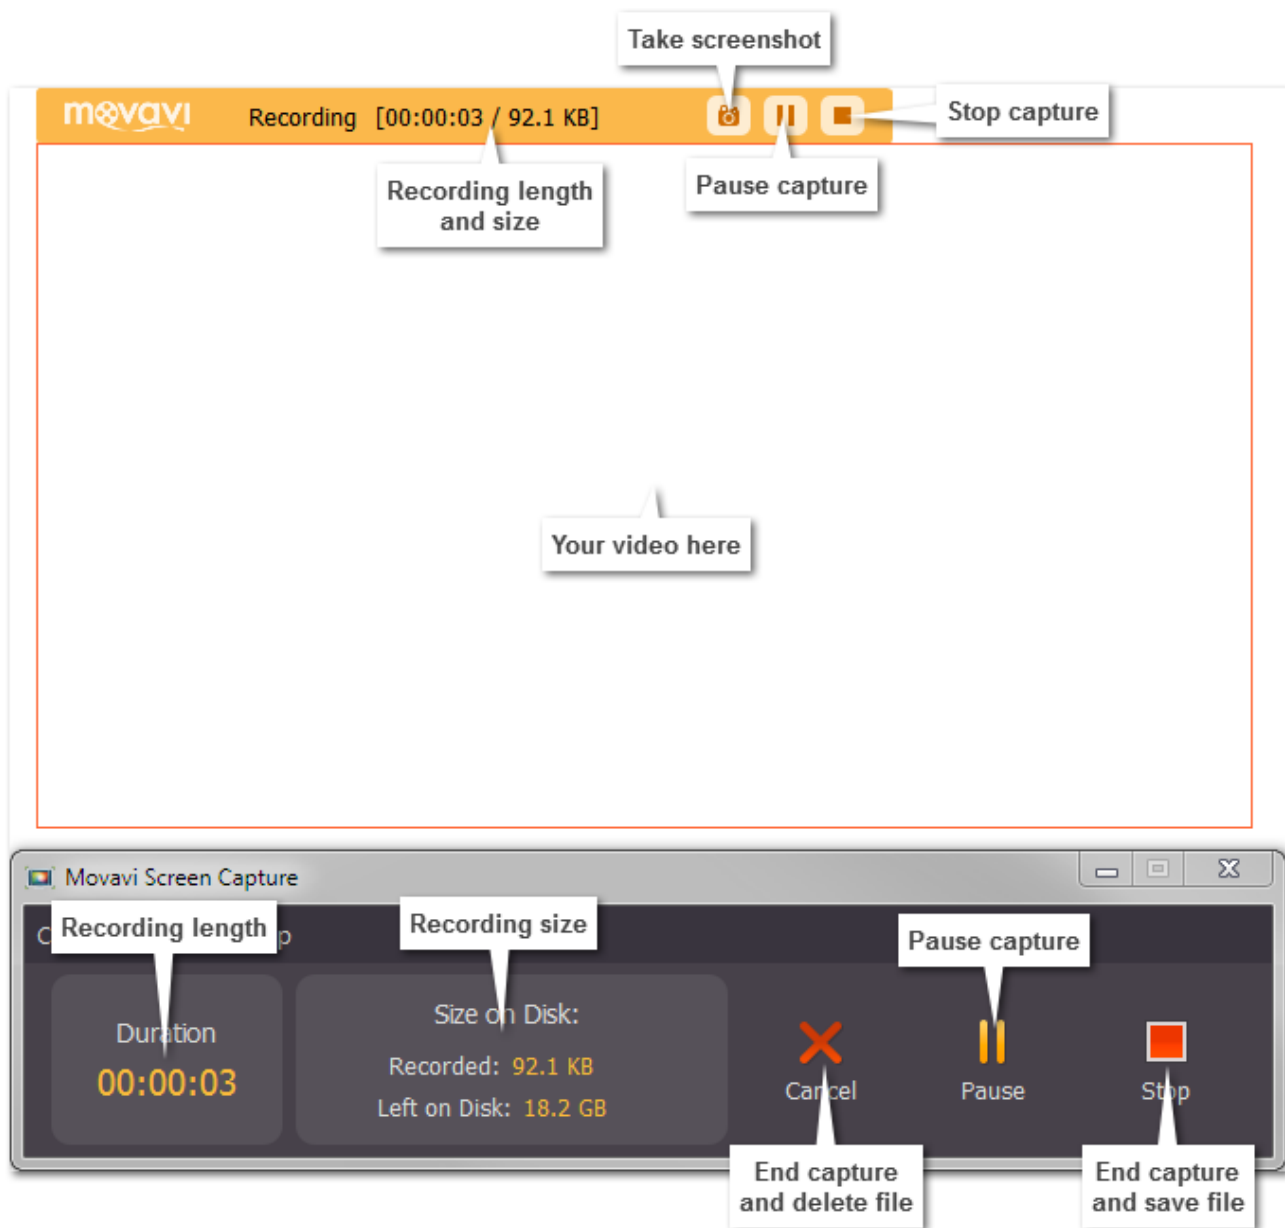 Take screenshot
movavi
Recording [00:00:03 / 92.1 KB]
Stop capture
Recording length
and size
Pause capture
Your video here
Movavi Screen Capture
Recording length
Recording size
Pause capture
Duration
00:00:03
Size on Disk:
Recorded: 92.1 KB
Left on Disk: 18.2 GB
Cancel
Pause
Stop
End capture
and delete file
End capture
and save file